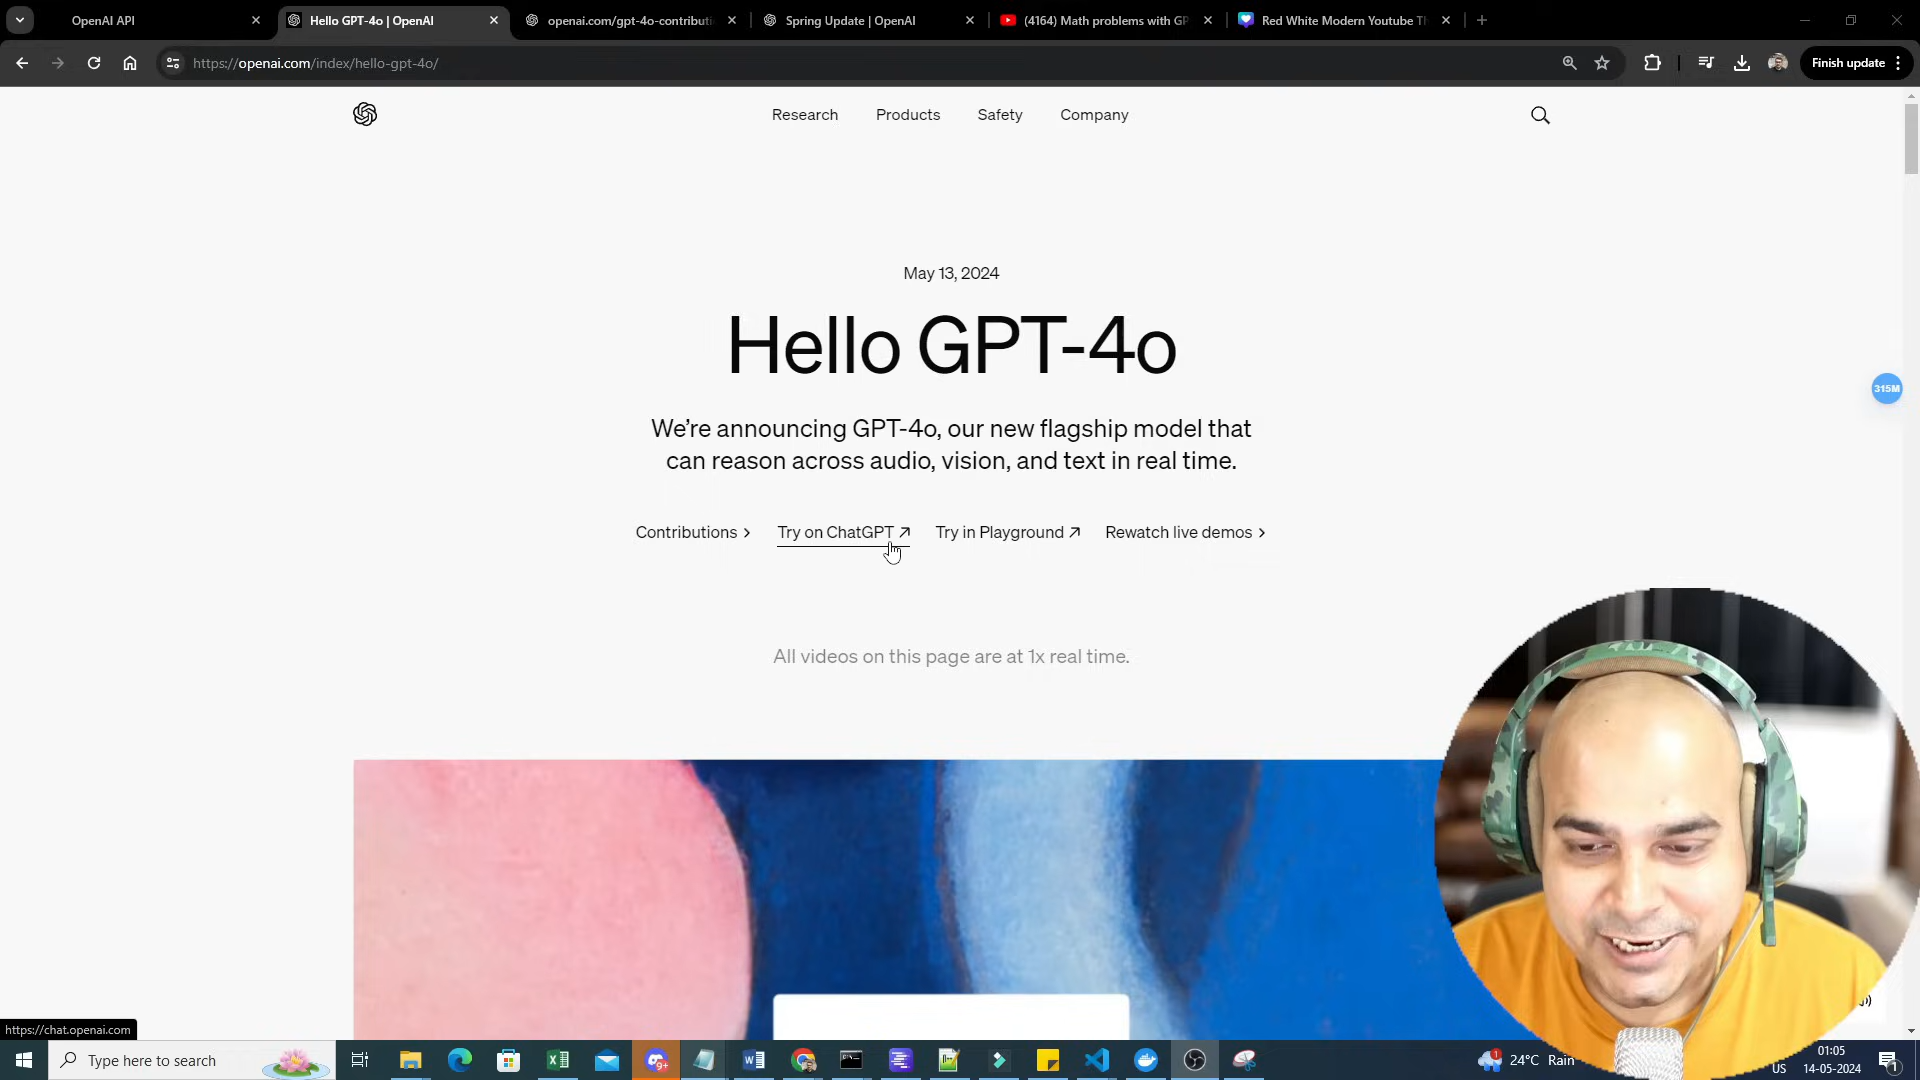 OpenAI API
Hello GPT-4o | OpenAI
openai.com/gpt-4o-contributi
Spring Update | OpenAI
(4164) Math problems with GP
Red White Modern Youtube Th
https://openai.com/index/hello-gpt-4o/
Finish update
Research
Products
Safety
Company
May 13, 2024
Hello GPT-4o
315M
We're announcing GPT-4o, our new flagship model that
can reason across audio, vision, and text in real time.
Contributions
Try on ChatGPT
Try in Playground
Rewatch live demos
All videos on this page are at 1x real time.
https://chat.openai.com
Type here to search
9+
1
24°C Rain
US
01:05
14-05-2024
1